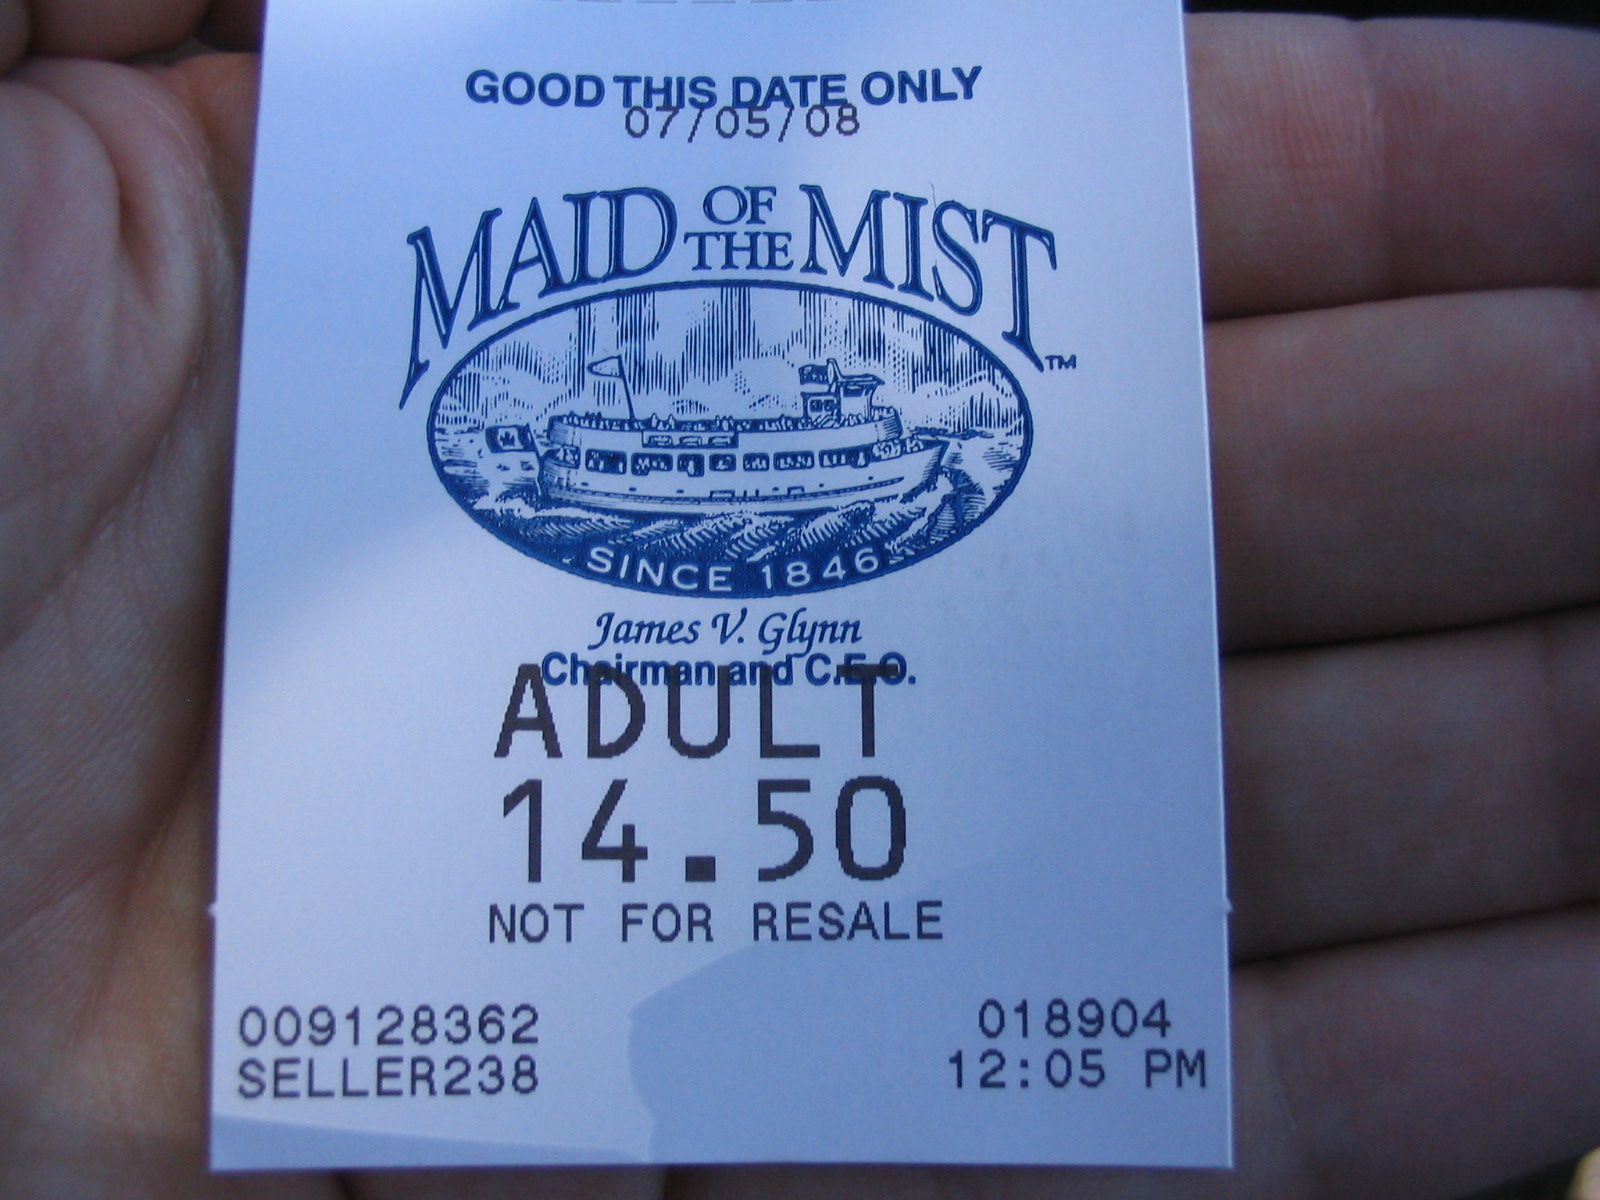 GOOD THIS DATE ONLY
07/05/08
MAID OF THE MIST
TM
SINCE 1846
James V. Glynn
Chairman and C.E.O.
ADULT
14.50
NOT FOR RESALE
009128362 018904
SELLER238 12:05 PM